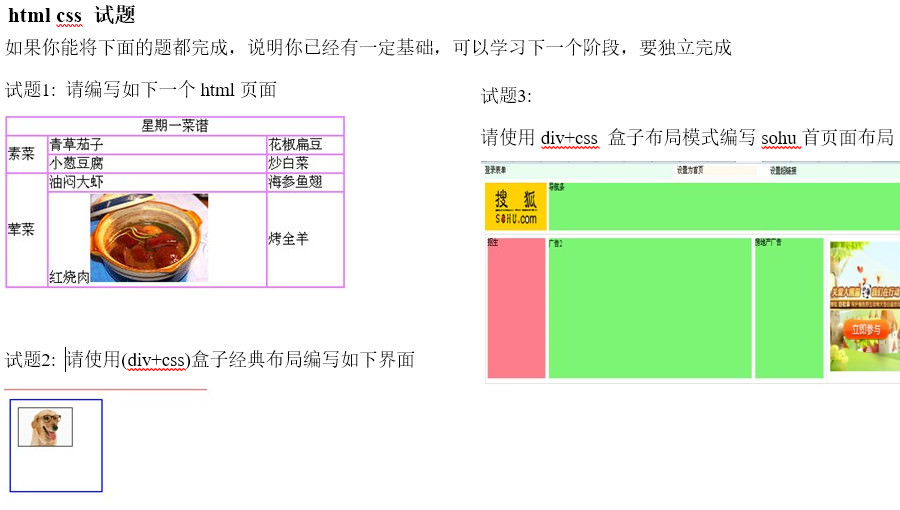 html css 试题
如果你能将下面的题都完成，说明你已经有一定基础，可以学习下一个阶段，要独立完成
试题1: 请编写如下一个 html 页面
星期一菜谱
素菜
青草茄子
花椒扁豆
小葱豆腐
炒白菜
荤菜
油闷大虾
海参鱼翅
红烧肉
烤全羊
试题2: 请使用(div+css)盒子经典布局编写如下界面
试题3:
请使用 div+css 盒子布局模式编写 sohu 首页面布局
登录表单
设置为首页
设置超链接
搜狐
SOHU.com
导航条
招生
广告2
房地产广告
我们在行动
立即参与